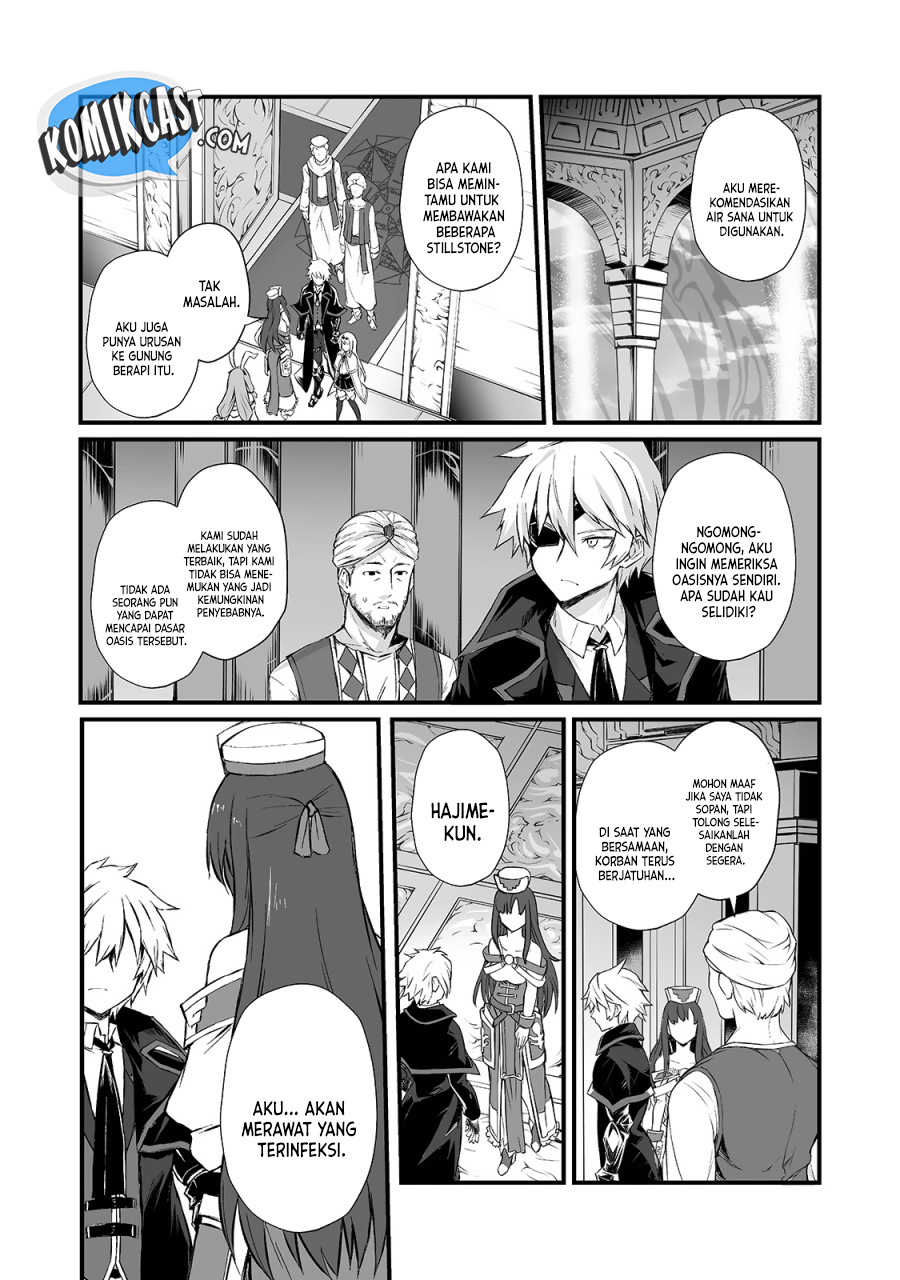 KOMIKCAST
.COM
AKU MERE-
KOMENDASIKAN
AIR SANA UNTUK
DIGUNAKAN.
APA KAMI
BISA MEMIN-
TAMU UNTUK
MEMBAWAKAN
BEBERAPA
STILLSTONE?
TAK
MASALAH.
AKU JUGA
PUNYA URUSAN
KE GUNUNG
BERAPI ITU.
NGOMONG-
NGOMONG, AKU
INGIN MEMERIKSA
OASISNYA SENDIRI.
APA SUDAH KAU
SELIDIKI?
KAMI SUDAH
MELAKUKAN YANG
TERBAIK, TAPI KAMI
TIDAK BISA MENE-
MUKAN YANG JADI
KEMUNGKINAN
PENYEBABNYA.
TIDAK ADA
SEORANG PUN
YANG DAPAT
MENCAPAI DASAR
OASIS TERSEBUT.
MOHON MAAF
JIKA SAYA TIDAK
SOPAN, TAPI
TOLONG SELE-
SAIKANLAH
DENGAN
SEGERA.
DI SAAT YANG
BERSAMAAN,
KORBAN TERUS
BERJATUHAN...
HAJIME-
KUN.
AKU... AKAN
MERAWAT YANG
TERINFEKSI.